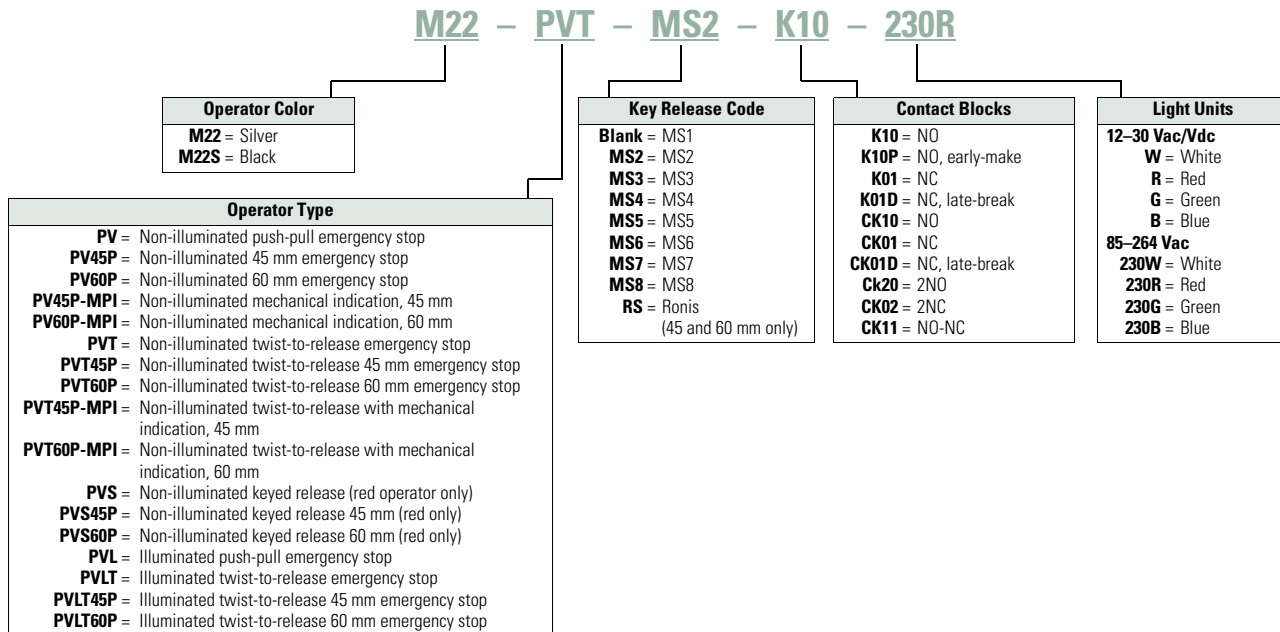 M22 – PVT – MS2 – K10 – 230R
Operator Color
M22 = Silver
M22S = Black
Operator Type
PV = Non-illuminated push-pull emergency stop
PV45P = Non-illuminated 45 mm emergency stop
PV60P = Non-illuminated 60 mm emergency stop
PV45P-MPI = Non-illuminated mechanical indication, 45 mm
PV60P-MPI = Non-illuminated mechanical indication, 60 mm
PVT = Non-illuminated twist-to-release emergency stop
PVT45P = Non-illuminated twist-to-release 45 mm emergency stop
PVT60P = Non-illuminated twist-to-release 60 mm emergency stop
PVT45P-MPI = Non-illuminated twist-to-release with mechanical
indication, 45 mm
PVT60P-MPI = Non-illuminated twist-to-release with mechanical
indication, 60 mm
PVS = Non-illuminated keyed release (red operator only)
PVS45P = Non-illuminated keyed release 45 mm (red only)
PVS60P = Non-illuminated keyed release 60 mm (red only)
PVL = Illuminated push-pull emergency stop
PVLT = Illuminated twist-to-release emergency stop
PVLT45P = Illuminated twist-to-release 45 mm emergency stop
PVLT60P = Illuminated twist-to-release 60 mm emergency stop
Key Release Code
Blank = MS1
MS2 = MS2
MS3 = MS3
MS4 = MS4
MS5 = MS5
MS6 = MS6
MS7 = MS7
MS8 = MS8
RS = Ronis
(45 and 60 mm only)
Contact Blocks
K10 = NO
K10P = NO, early-make
K01 = NC
K01D = NC, late-break
CK10 = NO
CK01 = NC
CK01D = NC, late-break
Ck20 = 2NO
CK02 = 2NC
CK11 = NO-NC
Light Units
12–30 Vac/Vdc
W = White
R = Red
G = Green
B = Blue
85–264 Vac
230W = White
230R = Red
230G = Green
230B = Blue